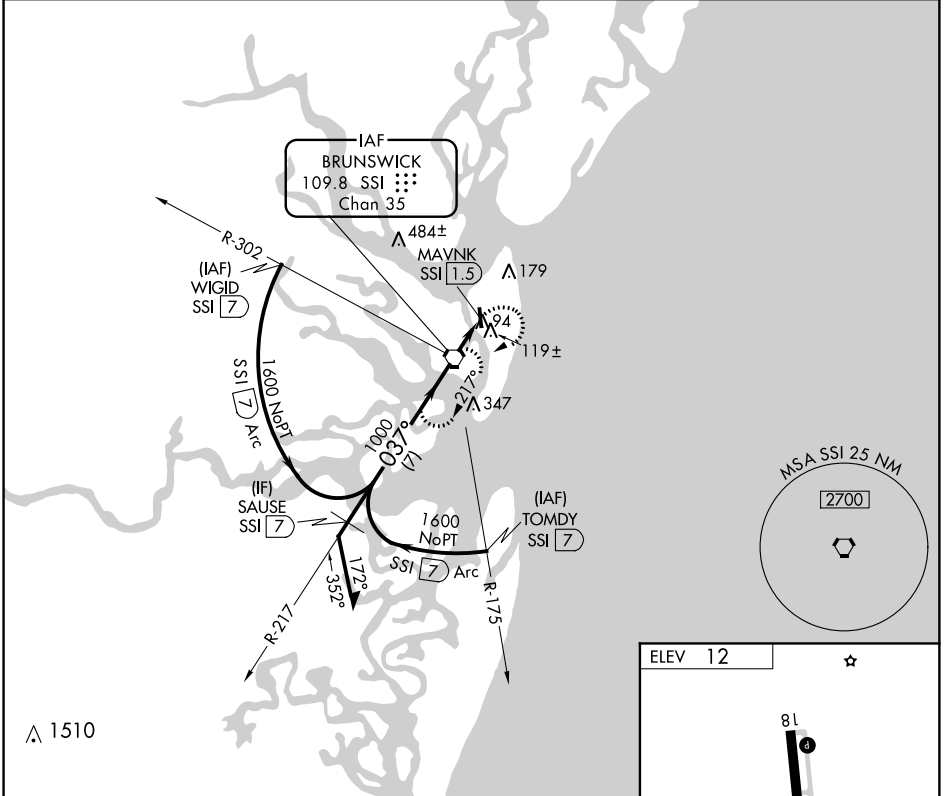 IAF
BRUNSWICK
109.8 SSI
Chan 35
R-302
484±
MAVNK
SSI 1.5
179
(IAF)
WIGID
SSI 7
94
119±
217°
347
1600 NoPT
SSI 7 Arc
1000
037°
(7)
(IF)
SAUSE
SSI 7
1600
NoPT
SSI 7 Arc
(IAF)
TOMDY
SSI 7
172°
352°
R-217
R-175
MSA SSI 25 NM
2700
1510
ELEV 12
18
P